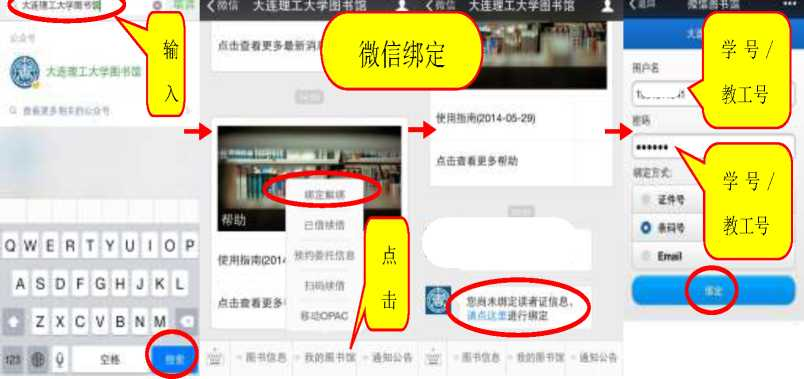 大连理工大学图书馆
取消
公众号
大连理工大学图书馆
查看更多相关的公众号
输
入
Q W E R T Y U I O P
A S D F G H J K L
Z X C V B N M
123
空格
搜索
微信
大连理工大学图书馆
点击查看更多最新消息
微信绑定
帮助
绑定解绑
已借续借
预约委托信息
扫码续借
移动OPAC
使用指南(2014
点击查看更多
点
击
图书信息
我的图书馆
通知公告
微信
大连理工大学图书馆
使用指南(2014-05-29)
点击查看更多帮助
您尚未绑定读者证信息，
请点这里进行绑定
图书信息
我的图书馆
通知公告
返回
微信图书馆
用户名
学号/
教工号
密码
••••••
学号/
教工号
绑定方式:
证件号
条码号
Email
绑定